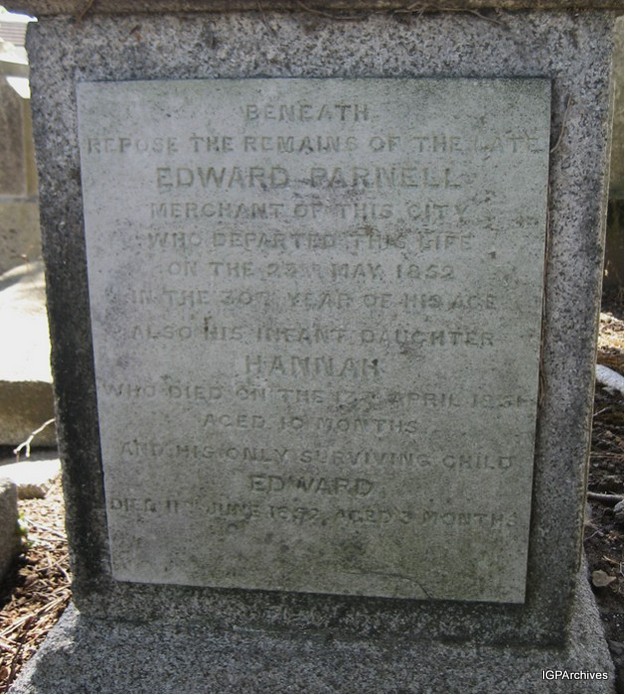 BENEATH
REPOSE THE REMAINS OF THE LATE
EDWARD PARNELL
MERCHANT OF THIS CITY
WHO DEPARTED THIS LIFE
ON THE MAY 1852
IN THE 30TH YEAR OF HIS AGE
ALSO HIS INFANT DAUGHTER
HANNAH
WHO DIED ON THE APRIL 1851
AGED 10 MONTHS
AND HIS ONLY SURVIVING CHILD
EDWARD
DIED 11TH JUNE 1852, AGED 3 MONTHS
IGPArchives